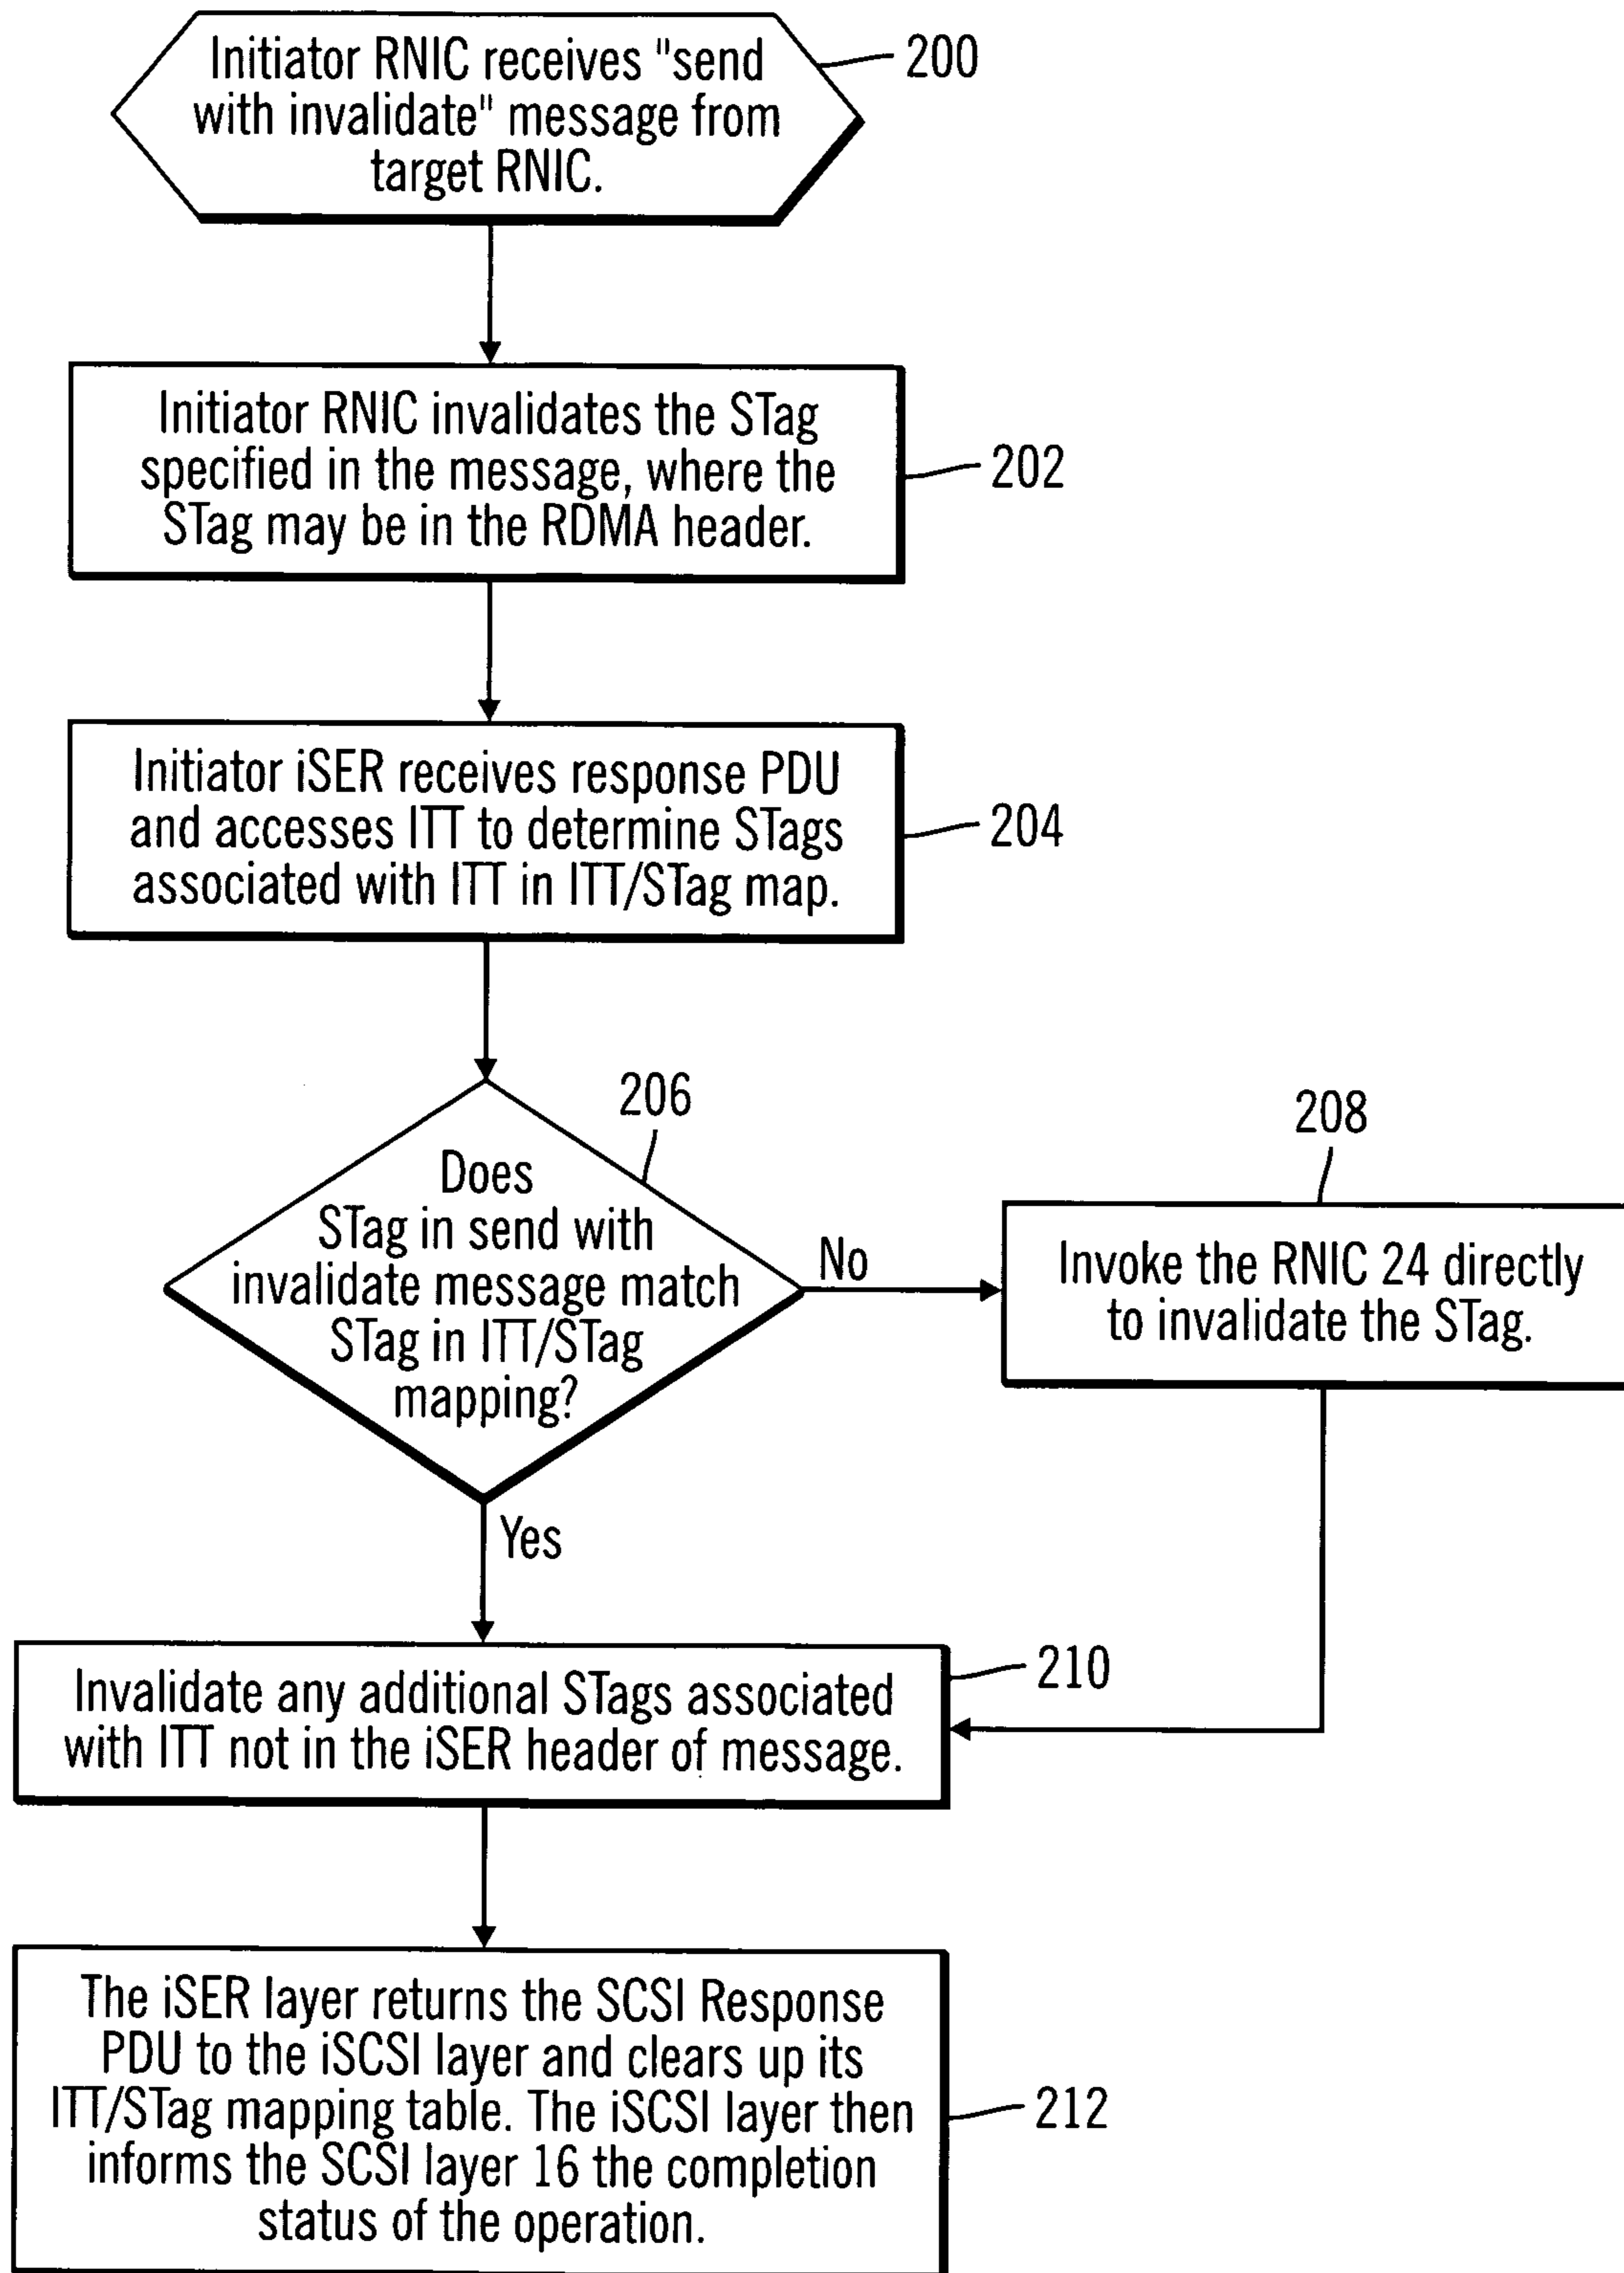 Initiator RNIC receives "send
with invalidate" message from
target RNIC.
200
Initiator RNIC invalidates the STag
specified in the message, where the
STag may be in the RDMA header.
202
Initiator iSER receives response PDU
and accesses ITT to determine STags
associated with ITT in ITT/STag map.
204
206
Does
STag in send with
invalidate message match
STag in ITT/STag
mapping?
No
208
Invoke the RNIC 24 directly
to invalidate the STag.
Yes
Invalidate any additional STags associated
with ITT not in the iSER header of message.
210
The iSER layer returns the SCSI Response
PDU to the iSCSI layer and clears up its
ITT/STag mapping table. The iSCSI layer then
informs the SCSI layer 16 the completion
status of the operation.
212